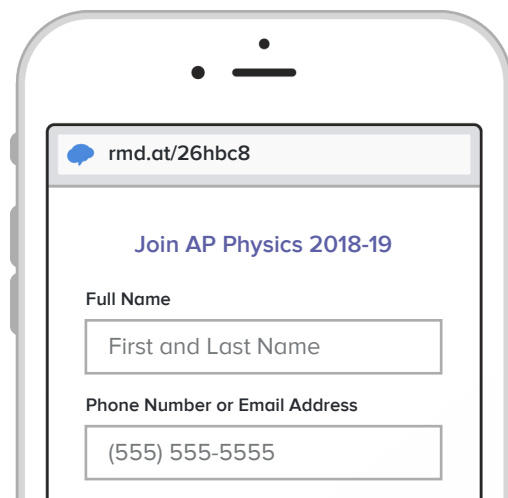 rmd.at/26hbc8
Join AP Physics 2018-19
Full Name
First and Last Name
Phone Number or Email Address
(555) 555-5555